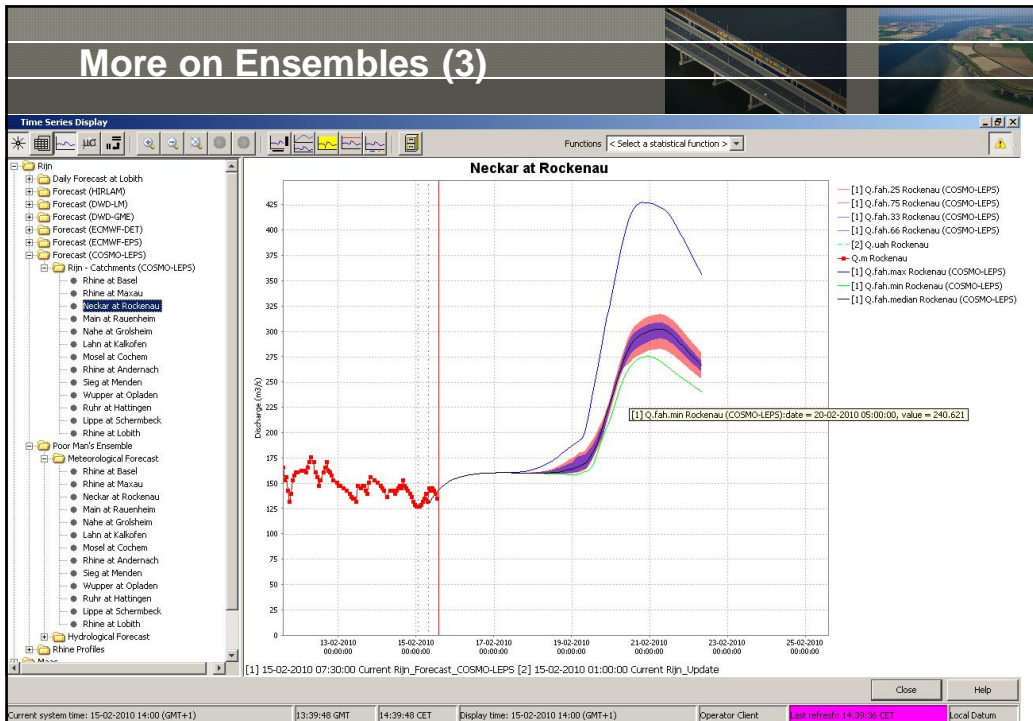 More on Ensembles (3)
Time Series Display
Functions < Select a statistical function >
Rijn
Daily Forecast at Lobith
Forecast (HIRLAM)
Forecast (DWD-LM)
Forecast (DWD-GME)
Forecast (ECMWF-DET)
Forecast (ECMWF-EPS)
Forecast (COSMO-LEPS)
Rijn - Catchments (COSMO-LEPS)
Rhine at Basel
Rhine at Maxau
Neckar at Rockenau
Main at Rauenheim
Nahe at Grolsheim
Lahn at Kalkofen
Mosel at Cochem
Rhine at Andernach
Sieg at Menden
Wupper at Opladen
Ruhr at Hattingen
Lippe at Schermbeck
Rhine at Lobith
Poor Man's Ensemble
Meteorological Forecast
Rhine at Basel
Rhine at Maxau
Neckar at Rockenau
Main at Rauenheim
Nahe at Grolsheim
Lahn at Kalkofen
Mosel at Cochem
Rhine at Andernach
Sieg at Menden
Wupper at Opladen
Ruhr at Hattingen
Lippe at Schermbeck
Rhine at Lobith
Hydrological Forecast
Rhine Profiles
Neckar at Rockenau
Discharge (m3/s)
425
400
375
350
325
300
275
250
225
200
175
150
125
100
75
50
25
0
13-02-2010 15-02-2010 17-02-2010 19-02-2010 21-02-2010 23-02-2010 25-02-2010
00:00:00 00:00:00 00:00:00 00:00:00 00:00:00 00:00:00 00:00:00
[1] Q.fah.25 Rockenau (COSMO-LEPS)
[1] Q.fah.75 Rockenau (COSMO-LEPS)
[1] Q.fah.33 Rockenau (COSMO-LEPS)
[1] Q.fah.66 Rockenau (COSMO-LEPS)
[2] Q.uah Rockenau
Q.m Rockenau
[1] Q.fah.max Rockenau (COSMO-LEPS)
[1] Q.fah.min Rockenau (COSMO-LEPS)
[1] Q.fah.median Rockenau (COSMO-LEPS)
[1] Q.fah.min Rockenau (COSMO-LEPS):date = 20-02-2010 05:00:00, value = 240.621
[1] 15-02-2010 07:30:00 Current Rijn_Forecast_COSMO-LEPS [2] 15-02-2010 01:00:00 Current Rijn_Update
Close Help
Current system time: 15-02-2010 14:00 (GMT+1) 13:39:48 GMT 14:39:48 CET Display time: 15-02-2010 14:00 (GMT+1) Operator Client Last refresh: 14:39:36 CET Local Datum